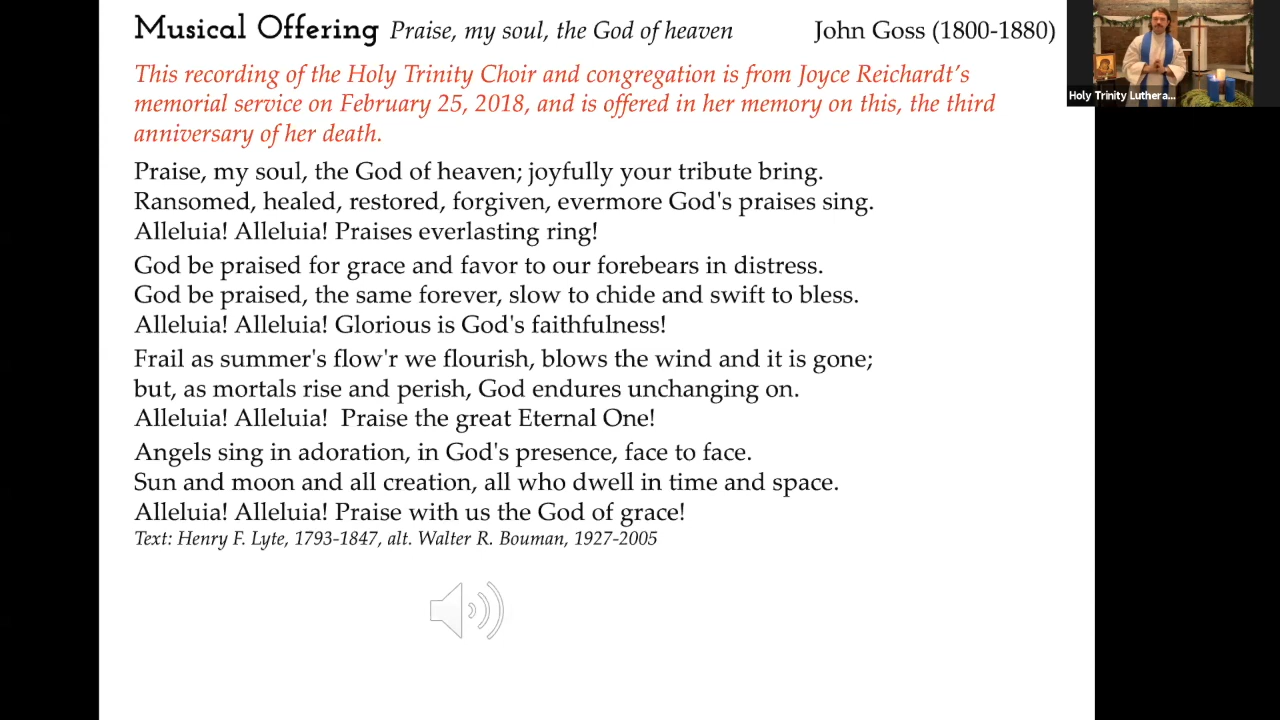 Musical Offering Praise, my soul, the God of heaven John Goss (1800-1880)
This recording of the Holy Trinity Choir and congregation is from Joyce Reichardt’s
memorial service on February 25, 2018, and is offered in her memory on this, the third
anniversary of her death.
Praise, my soul, the God of heaven; joyfully your tribute bring.
Ransomed, healed, restored, forgiven, evermore God's praises sing.
Alleluia! Alleluia! Praises everlasting ring!
God be praised for grace and favor to our forebears in distress.
God be praised, the same forever, slow to chide and swift to bless.
Alleluia! Alleluia! Glorious is God's faithfulness!
Frail as summer's flow'r we flourish, blows the wind and it is gone;
but, as mortals rise and perish, God endures unchanging on.
Alleluia! Alleluia!  Praise the great Eternal One!
Angels sing in adoration, in God's presence, face to face.
Sun and moon and all creation, all who dwell in time and space.
Alleluia! Alleluia! Praise with us the God of grace!
Text: Henry F. Lyte, 1793-1847, alt. Walter R. Bouman, 1927-2005
Holy Trinity Luthera...